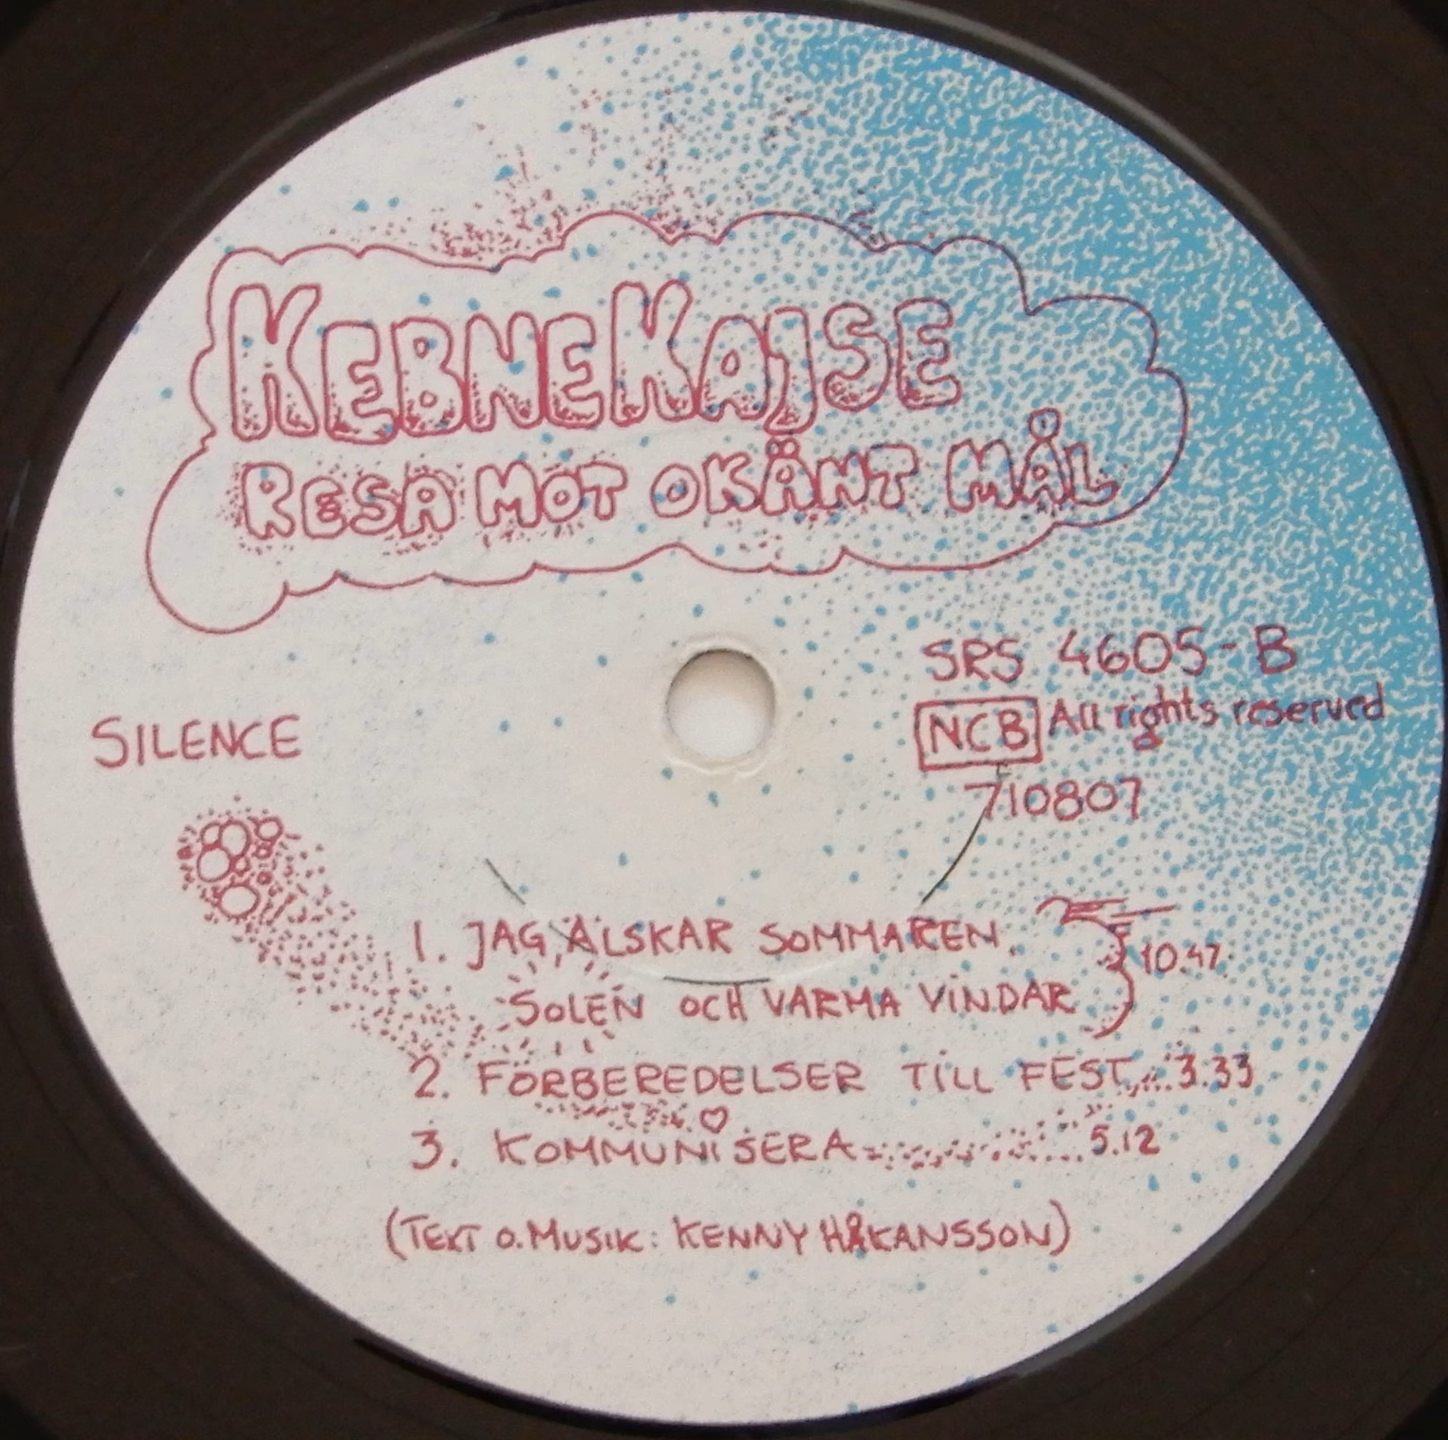 KEBNEKAJSE
RESA MOT OKÄNT MÅL
SRS 4605-B
SILENCE
NCB All rights reserved
710807
1. JAG ÄLSKAR SOMMAREN,
SOLEN OCH VARMA VINDAR 10.47
2. FÖRBEREDELSER TILL FEST... 3.33
3. KOMMUNISERA 5.12
(TEXT O. MUSIK: KENNY HÅKANSSON)